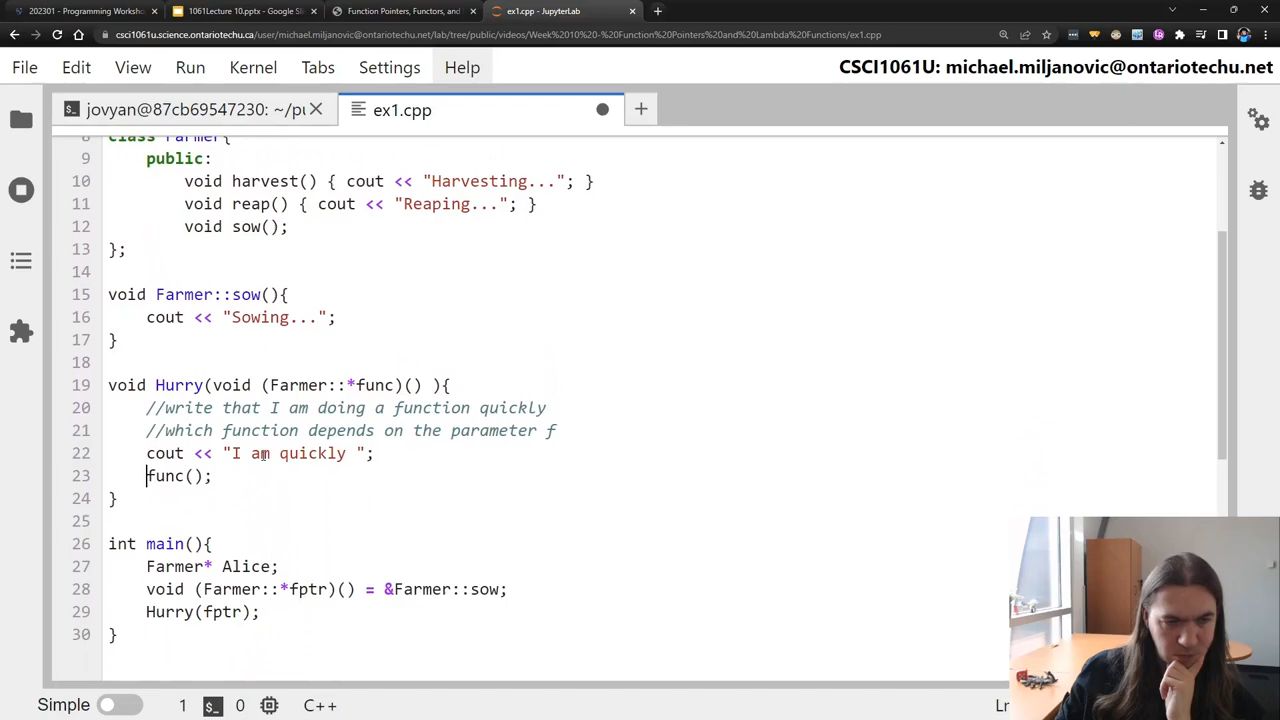 202301 - Programming Worksho
1061Lecture 10.pptx - Google Sli
Function Pointers, Functors, and
ex1.cpp - JupyterLab
csci1061u.science.ontariotechu.ca/user/michael.miljanovic@ontariotechu.net/lab/tree/public/videos/Week%2010%20-%20Function%20Pointers%20and%20Lambda%20Functions/ex1.cpp
File Edit View Run Kernel Tabs Settings Help
CSCI1061U: michael.miljanovic@ontariotechu.net
jovyan@87cb69547230: ~/pu
ex1.cpp
8 class Farmer{
9 public:
10 void harvest() { cout << "Harvesting..."; }
11 void reap() { cout << "Reaping..."; }
12 void sow();
13 };
14
15 void Farmer::sow(){
16 cout << "Sowing...";
17 }
18
19 void Hurry(void (Farmer::*func)() ){
20 //write that I am doing a function quickly
21 //which function depends on the parameter f
22 cout << "I am quickly ";
23 func();
24 }
25
26 int main(){
27 Farmer* Alice;
28 void (Farmer::*fptr)() = &Farmer::sow;
29 Hurry(fptr);
30 }
Simple 1 0 C++